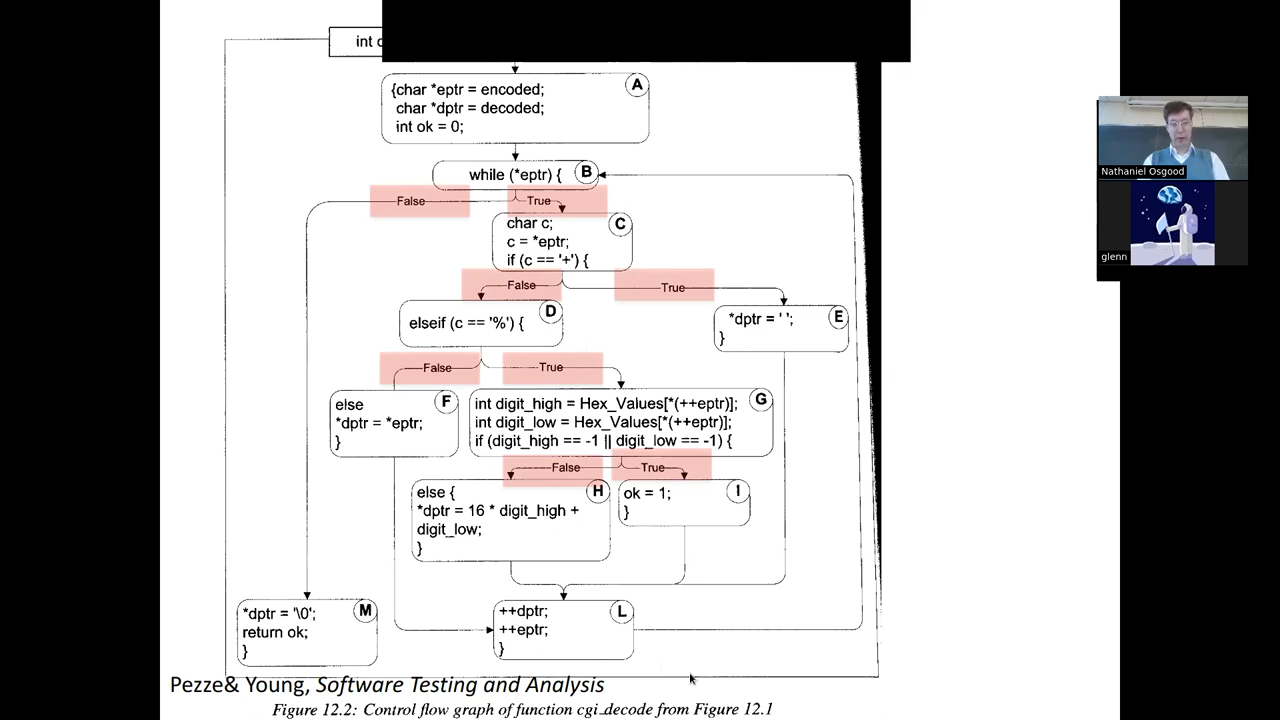 int
{char *eptr = encoded;
char *dptr = decoded;
int ok = 0;
A
while (*eptr) {
B
False
True
char c;
c = *eptr;
if (c == '+') {
C
False
True
elseif (c == '%') {
D
*dptr = ' ';
}
E
False
True
else
*dptr = *eptr;
}
F
int digit_high = Hex_Values[*(++eptr)];
int digit_low = Hex_Values[*(++eptr)];
if (digit_high == -1 || digit_low == -1) {
G
False
True
else {
*dptr = 16 * digit_high +
digit_low;
}
H
ok = 1;
}
I
*dptr = '\0';
return ok;
}
M
++dptr;
++eptr;
}
L
Pezze& Young, Software Testing and Analysis
Figure 12.2: Control flow graph of function cgi_decode from Figure 12.1
Nathaniel Osgood
glenn